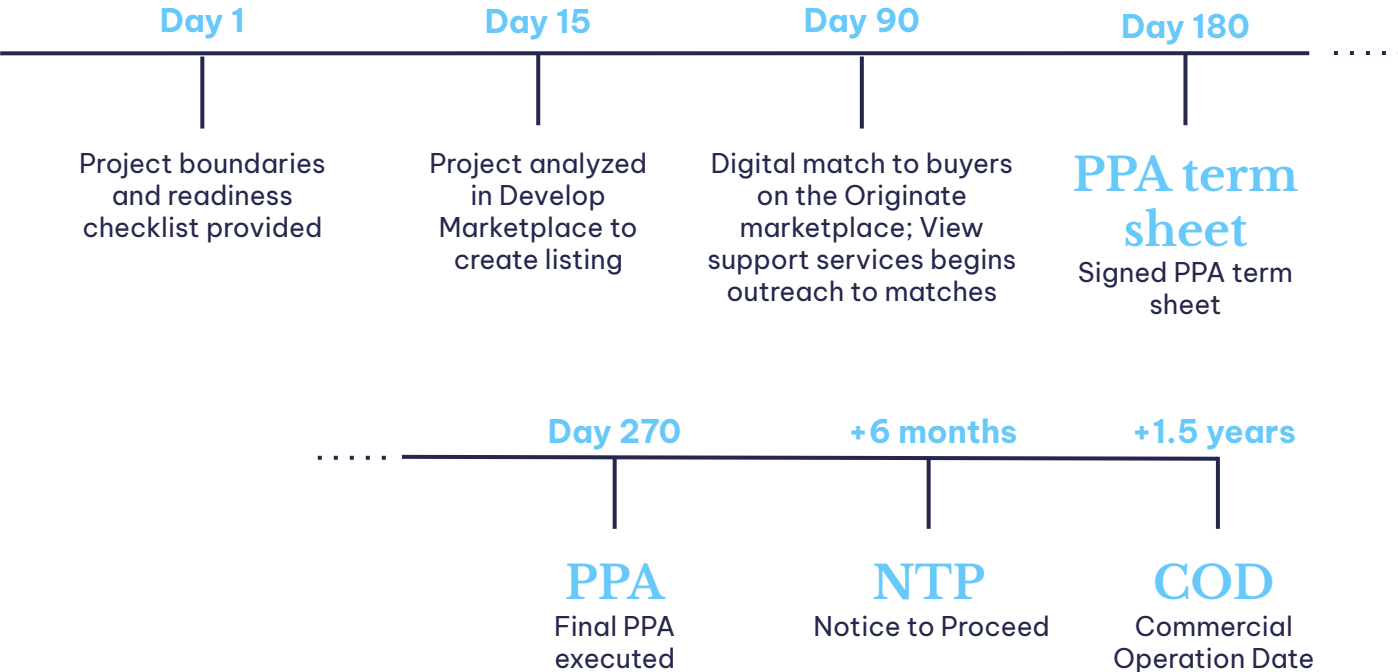 Day 1
Project boundaries
and readiness
checklist provided
Day 15
Project analyzed
in Develop
Marketplace to
create listing
Day 90
Digital match to buyers
on the Originate
marketplace; View
support services begins
outreach to matches
Day 180
PPA term
sheet
Signed PPA term
sheet
Day 270
PPA
Final PPA
executed
+6 months
NTP
Notice to Proceed
+1.5 years
COD
Commercial
Operation Date